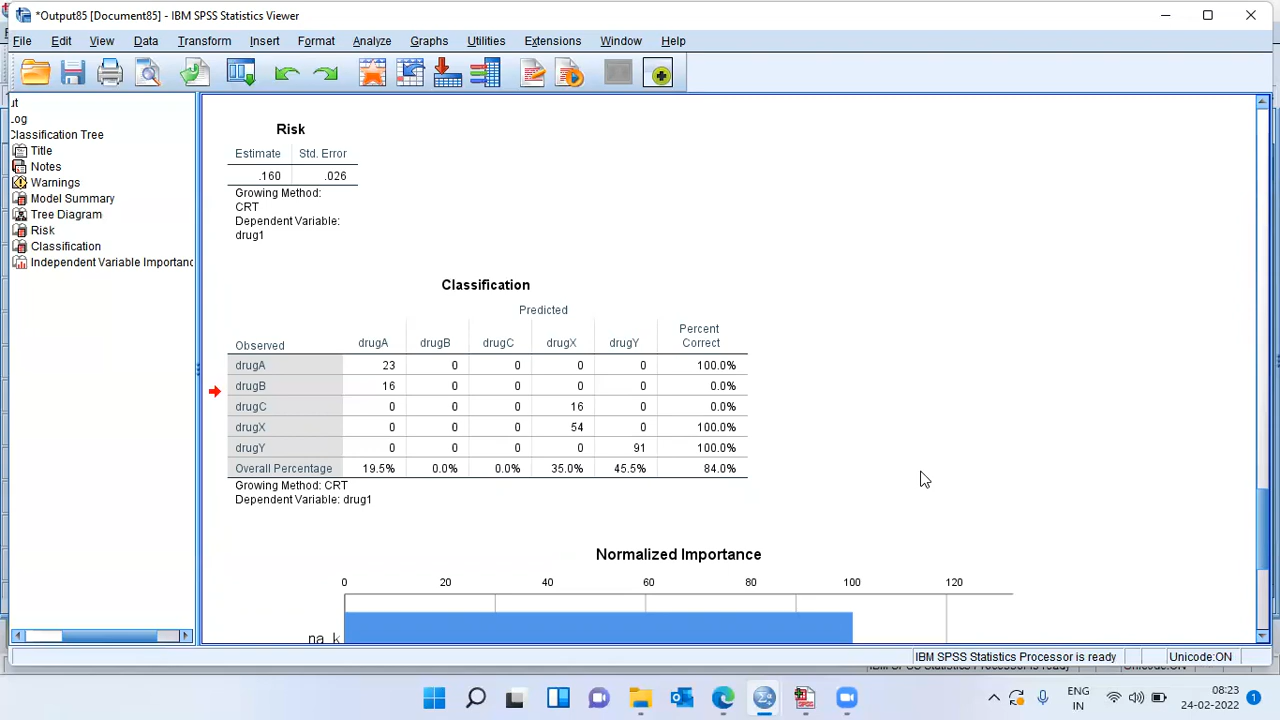 *Output85 [Document85] - IBM SPSS Statistics Viewer
File Edit View Data Transform Insert Format Analyze Graphs Utilities Extensions Window Help
ut
Log
Classification Tree
Title
Notes
Warnings
Model Summary
Tree Diagram
Risk
Classification
Independent Variable Importanc
Risk
Estimate Std. Error
.160 .026
Growing Method:
CRT
Dependent Variable:
drug1
Classification
Predicted
Observed drugA drugB drugC drugX drugY Percent Correct
drugA 23 0 0 0 0 100.0%
drugB 16 0 0 0 0 0.0%
drugC 0 0 0 16 0 0.0%
drugX 0 0 0 54 0 100.0%
drugY 0 0 0 0 91 100.0%
Overall Percentage 19.5% 0.0% 0.0% 35.0% 45.5% 84.0%
Growing Method: CRT
Dependent Variable: drug1
Normalized Importance
0 20 40 60 80 100 120
na_k
IBM SPSS Statistics Processor is ready Unicode:ON
ENG
IN
08:23
24-02-2022
1